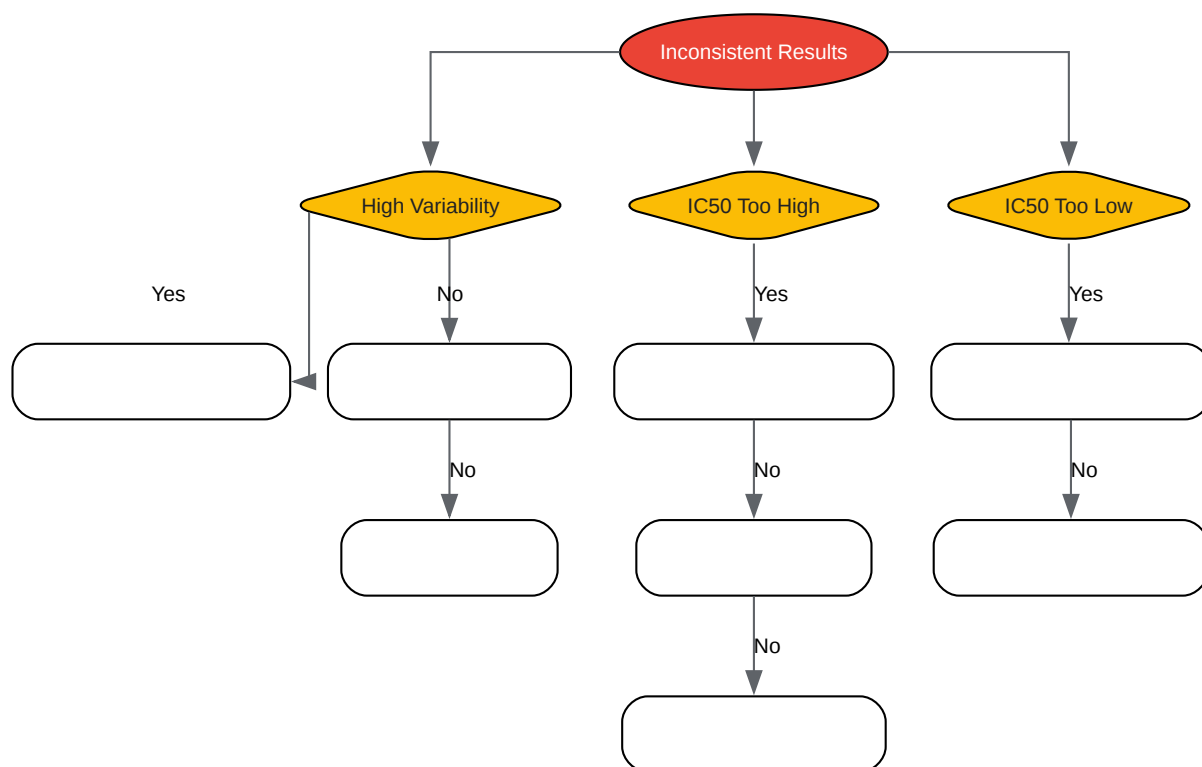 Inconsistent Results
High Variability
IC50 Too High
IC50 Too Low
Yes
No
Yes
Yes
No
No
No
No